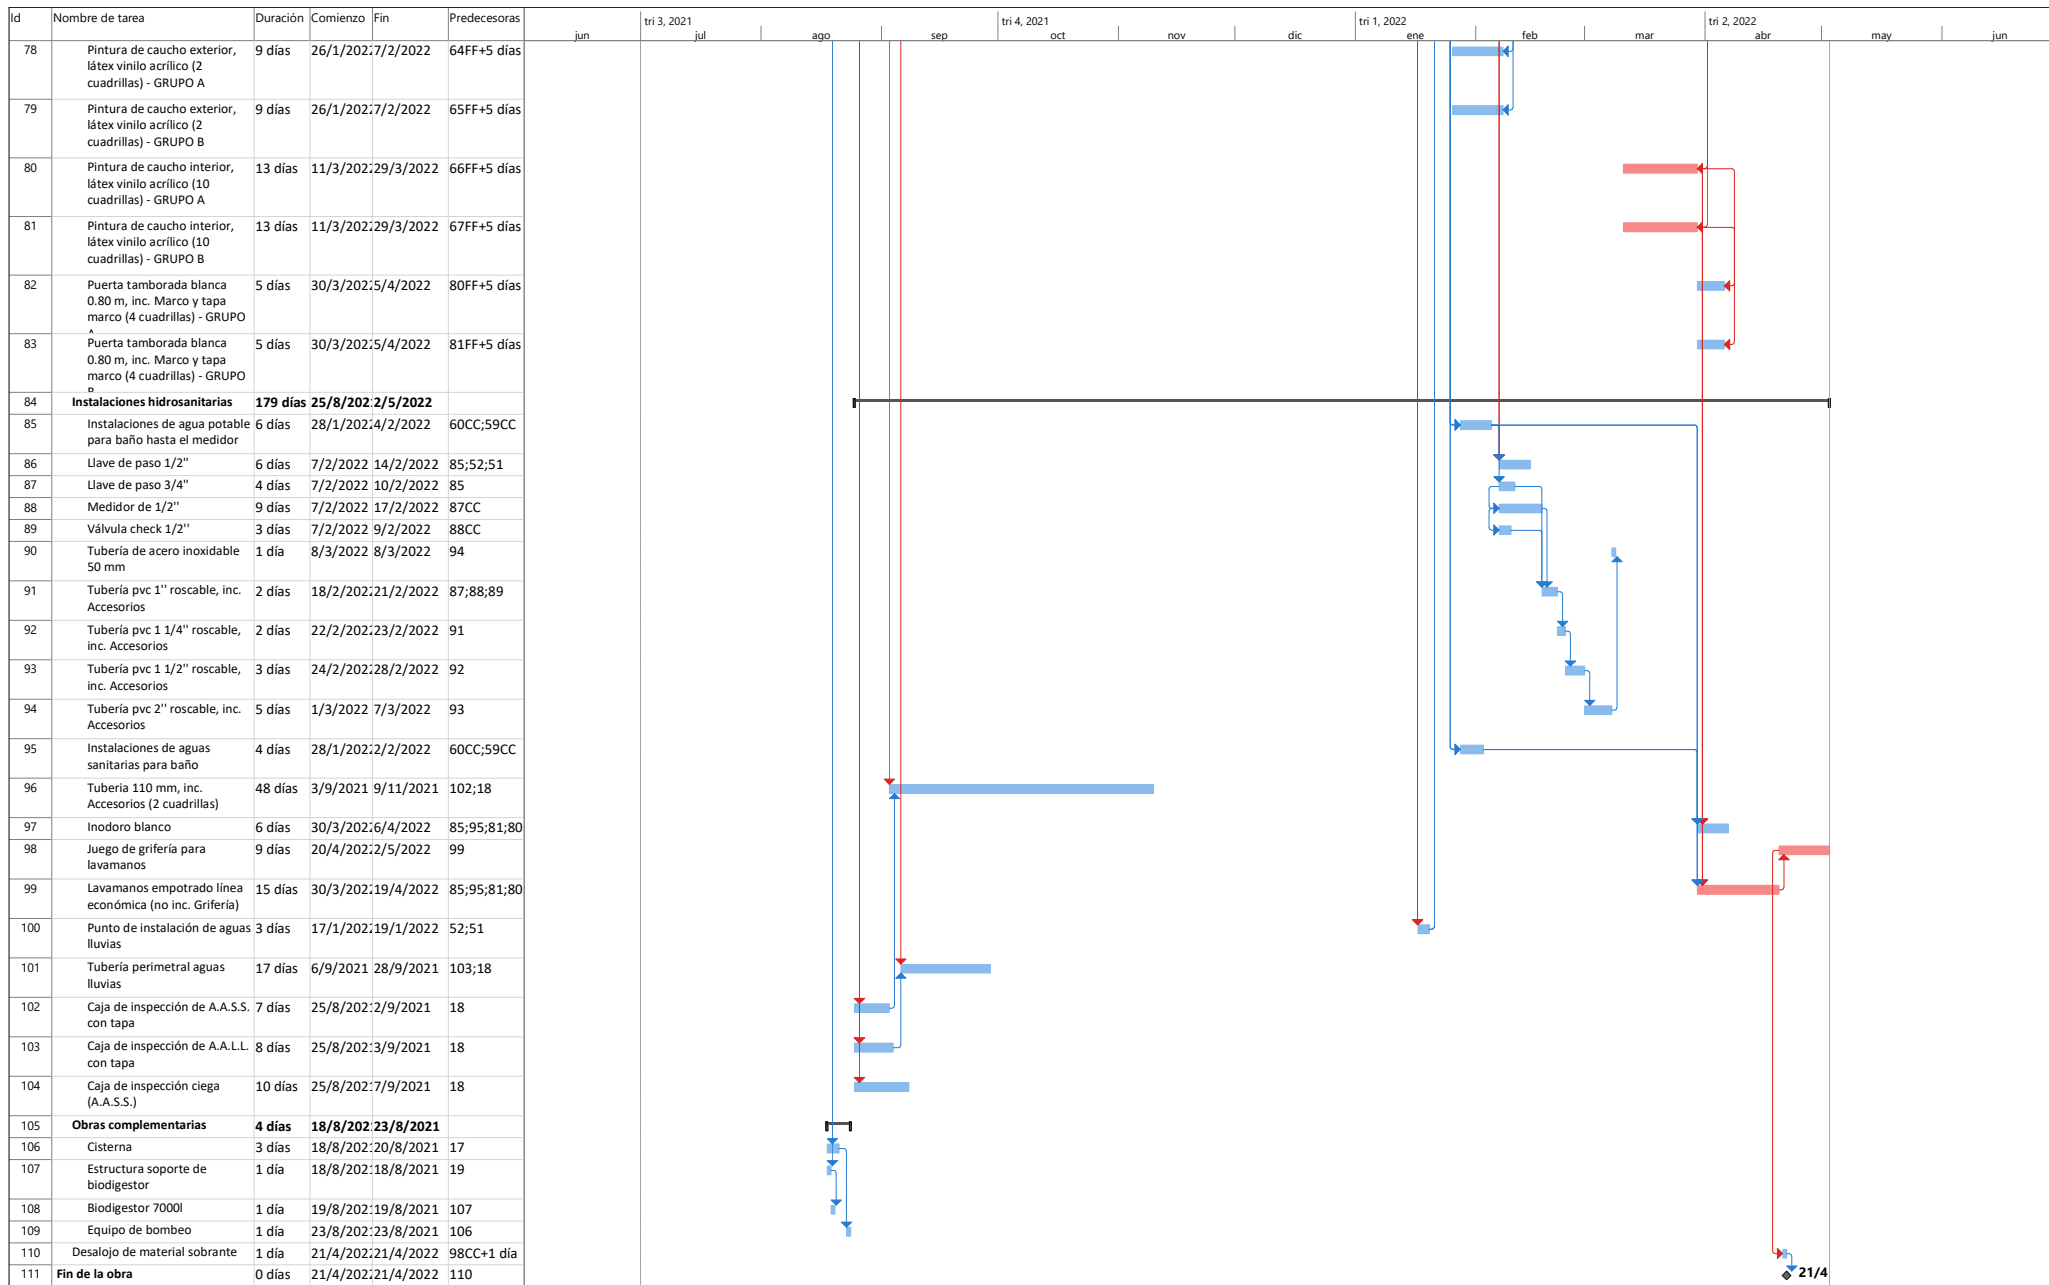 Id Nombre de tarea Duración Comienzo Fin Predecesoras
tri 3, 2021 tri 4, 2021 tri 1, 2022 tri 2, 2022
jun jul ago sep oct nov dic ene feb mar abr may jun
78 Pintura de caucho exterior, 9 días 26/1/2022 7/2/2022 64FF+5 días
látex vinilo acrílico (2
cuadrillas) - GRUPO A
79 Pintura de caucho exterior, 9 días 26/1/2022 7/2/2022 65FF+5 días
látex vinilo acrílico (2
cuadrillas) - GRUPO B
80 Pintura de caucho interior, 13 días 11/3/2022 29/3/2022 66FF+5 días
látex vinilo acrílico (10
cuadrillas) - GRUPO A
81 Pintura de caucho interior, 13 días 11/3/2022 29/3/2022 67FF+5 días
látex vinilo acrílico (10
cuadrillas) - GRUPO B
82 Puerta tamborada blanca 5 días 30/3/2022 5/4/2022 80FF+5 días
0.80 m, inc. Marco y tapa
marco (4 cuadrillas) - GRUPO
83 Puerta tamborada blanca 5 días 30/3/2022 5/4/2022 81FF+5 días
0.80 m, inc. Marco y tapa
marco (4 cuadrillas) - GRUPO
84 Instalaciones hidrosanitarias 179 días 25/8/202 2/5/2022
85 Instalaciones de agua potable 6 días 28/1/2022 4/2/2022 60CC;59CC
para baño hasta el medidor
86 Llave de paso 1/2" 6 días 7/2/2022 14/2/2022 85;52;51
87 Llave de paso 3/4" 4 días 7/2/2022 10/2/2022 85
88 Medidor de 1/2" 9 días 7/2/2022 17/2/2022 87CC
89 Válvula check 1/2" 3 días 7/2/2022 9/2/2022 88CC
90 Tubería de acero inoxidable 1 día 8/3/2022 8/3/2022 94
50 mm
91 Tubería pvc 1" roscable, inc. 2 días 18/2/2022 21/2/2022 87;88;89
Accesorios
92 Tubería pvc 1 1/4" roscable, 2 días 22/2/2022 23/2/2022 91
inc. Accesorios
93 Tubería pvc 1 1/2" roscable, 3 días 24/2/2022 28/2/2022 92
inc. Accesorios
94 Tubería pvc 2" roscable, inc. 5 días 1/3/2022 7/3/2022 93
Accesorios
95 Instalaciones de aguas 4 días 28/1/2022 2/2/2022 60CC;59CC
sanitarias para baño
96 Tuberia 110 mm, inc. 48 días 3/9/2021 9/11/2021 102;18
Accesorios (2 cuadrillas)
97 Inodoro blanco 6 días 30/3/2022 6/4/2022 85;95;81;80
98 Juego de grifería para 9 días 20/4/2022 2/5/2022 99
lavamanos
99 Lavamanos empotrado línea 15 días 30/3/2022 19/4/2022 85;95;81;80
económica (no inc. Grifería)
100 Punto de instalación de aguas 3 días 17/1/2022 19/1/2022 52;51
lluvias
101 Tubería perimetral aguas 17 días 6/9/2021 28/9/2021 103;18
lluvias
102 Caja de inspección de A.A.S.S. 7 días 25/8/2021 2/9/2021 18
con tapa
103 Caja de inspección de A.A.L.L. 8 días 25/8/2021 3/9/2021 18
con tapa
104 Caja de inspección ciega 10 días 25/8/2021 7/9/2021 18
(A.A.S.S.)
105 Obras complementarias 4 días 18/8/202 23/8/2021
106 Cisterna 3 días 18/8/2021 20/8/2021 17
107 Estructura soporte de 1 día 18/8/2021 18/8/2021 19
biodigestor
108 Biodigestor 7000l 1 día 19/8/2021 19/8/2021 107
109 Equipo de bombeo 1 día 23/8/2021 23/8/2021 106
110 Desalojo de material sobrante 1 día 21/4/2022 21/4/2022 98CC+1 día
111 Fin de la obra 0 días 21/4/2022 21/4/2022 110
21/4